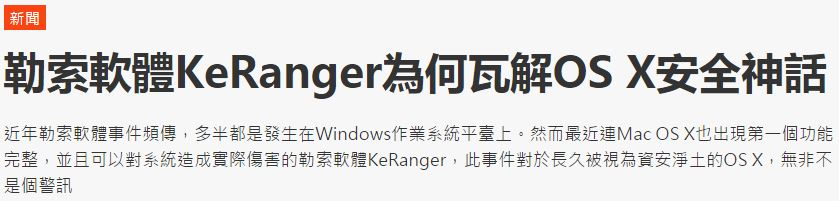 新聞
勒索軟體KeRanger為何瓦解OS X安全神話
近年勒索軟體事件頻傳，多半都是發生在Windows作業系統平臺上。然而最近連Mac OS X也出現第一個功能
完整，並且可以對系統造成實際傷害的勒索軟體KeRanger，此事件對於長久被視為資安淨土的OS X，無非不
是個警訊